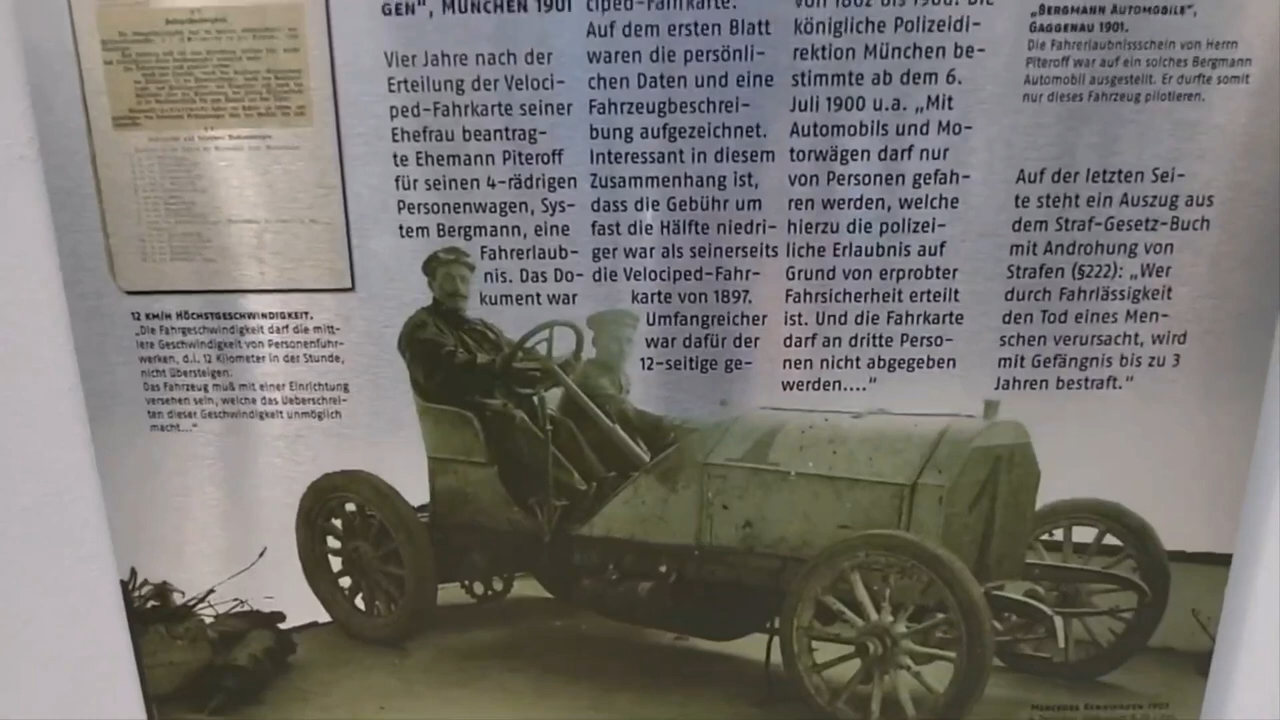 GEN", MÜNCHEN 1901
Vier Jahre nach der
Erteilung der Veloci-
ped-Fahrkarte seiner
Ehefrau beantrag-
te Ehemann Piteroff
für seinen 4-rädrigen
Personenwagen, Sys-
tem Bergmann, eine
Fahrerlaub-
nis. Das Do-
kument war
ciped-Fahrkarte.
Auf dem ersten Blatt
waren die persönli-
chen Daten und eine
Fahrzeugbeschrei-
bung aufgezeichnet.
Interessant in diesem
Zusammenhang ist,
dass die Gebühr um
fast die Hälfte niedri-
ger war als seinerseits
die Velociped-Fahr-
karte von 1897.
Umfangreicher
war dafür der
12-seitige ge-
königliche Polizeidi-
rektion München be-
stimmte ab dem 6.
Juli 1900 u.a. „Mit
Automobils und Mo-
torwägen darf nur
von Personen gefah-
ren werden, welche
hierzu die polizei-
liche Erlaubnis auf
Grund von erprobter
Fahrsicherheit erteilt
ist. Und die Fahrkarte
darf an dritte Perso-
nen nicht abgegeben
werden...."
„BERGMANN AUTOMOBILE",
GAGGENAU 1901.
Die Fahrerlaubnissschein von Herrn
Piteroff war auf ein solches Bergmann
Automobil ausgestellt. Er durfte somit
nur dieses Fahrzeug pilotieren.
Auf der letzten Sei-
te steht ein Auszug aus
dem Straf-Gesetz-Buch
mit Androhung von
Strafen (§222): „Wer
durch Fahrlässigkeit
den Tod eines Men-
schen verursacht, wird
mit Gefängnis bis zu 3
Jahren bestraft."
12 KM/H HÖCHSTGESCHWINDIGKEIT.
„Die Fahrgeschwindigkeit darf die mitt-
lere Geschwindigkeit von Personenfuhr-
werken, d.i. 12 Kilometer in der Stunde,
nicht übersteigen.
Das Fahrzeug muß mit einer Einrichtung
versehen sein, welche das Ueberschrei-
ten dieser Geschwindigkeit unmöglich
macht..."
MERCEDES RENNWAGEN 1903